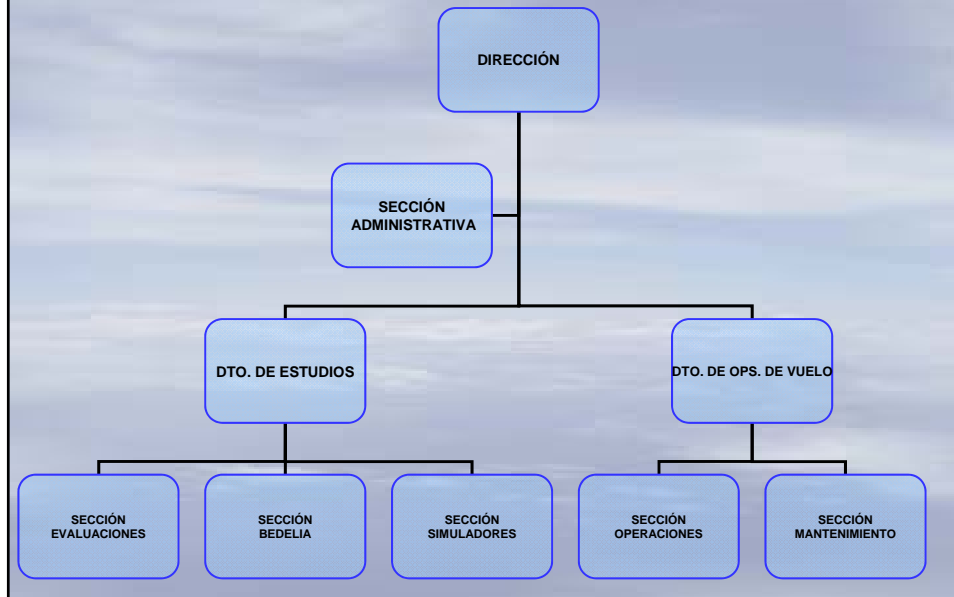 DIRECCIÓN
SECCIÓN
ADMINISTRATIVA
DTO. DE ESTUDIOS
DTO. DE OPS. DE VUELO
SECCIÓN
EVALUACIONES
SECCIÓN
BEDELIA
SECCIÓN
SIMULADORES
SECCIÓN
OPERACIONES
SECCIÓN
MANTENIMIENTO